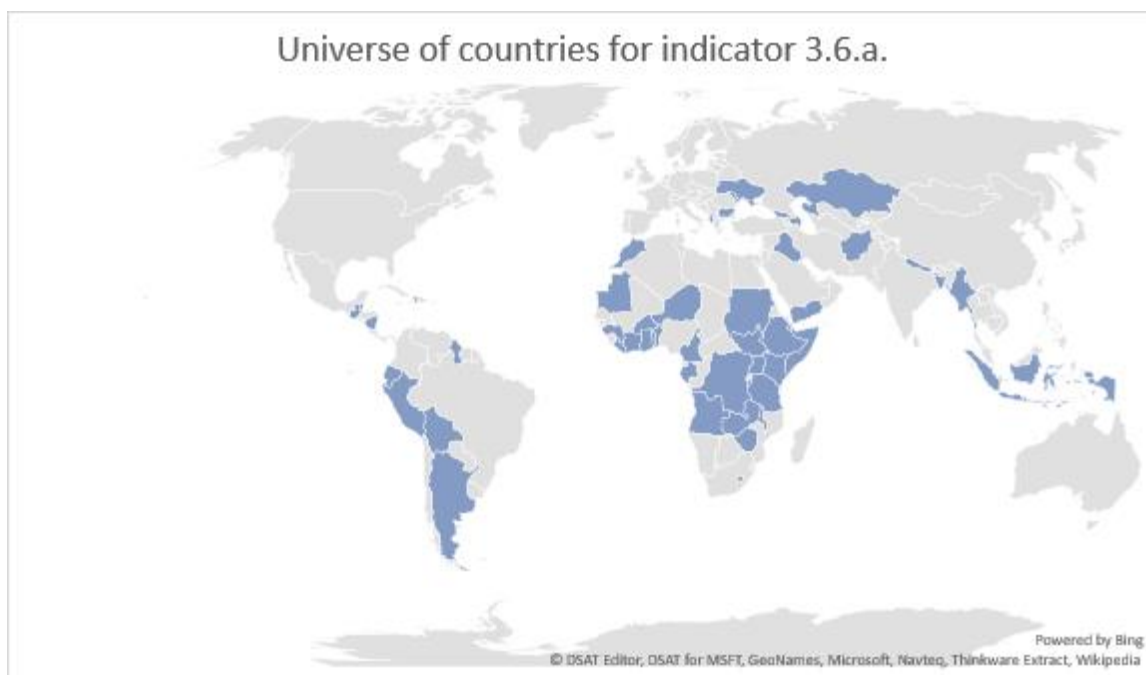 Universe of countries for indicator 3.6.a.
Powered by Bing
© DSAT Editor, DSAT for MSFT, GeoNames, Microsoft, Navteq, Thinkware Extract, Wikipedia